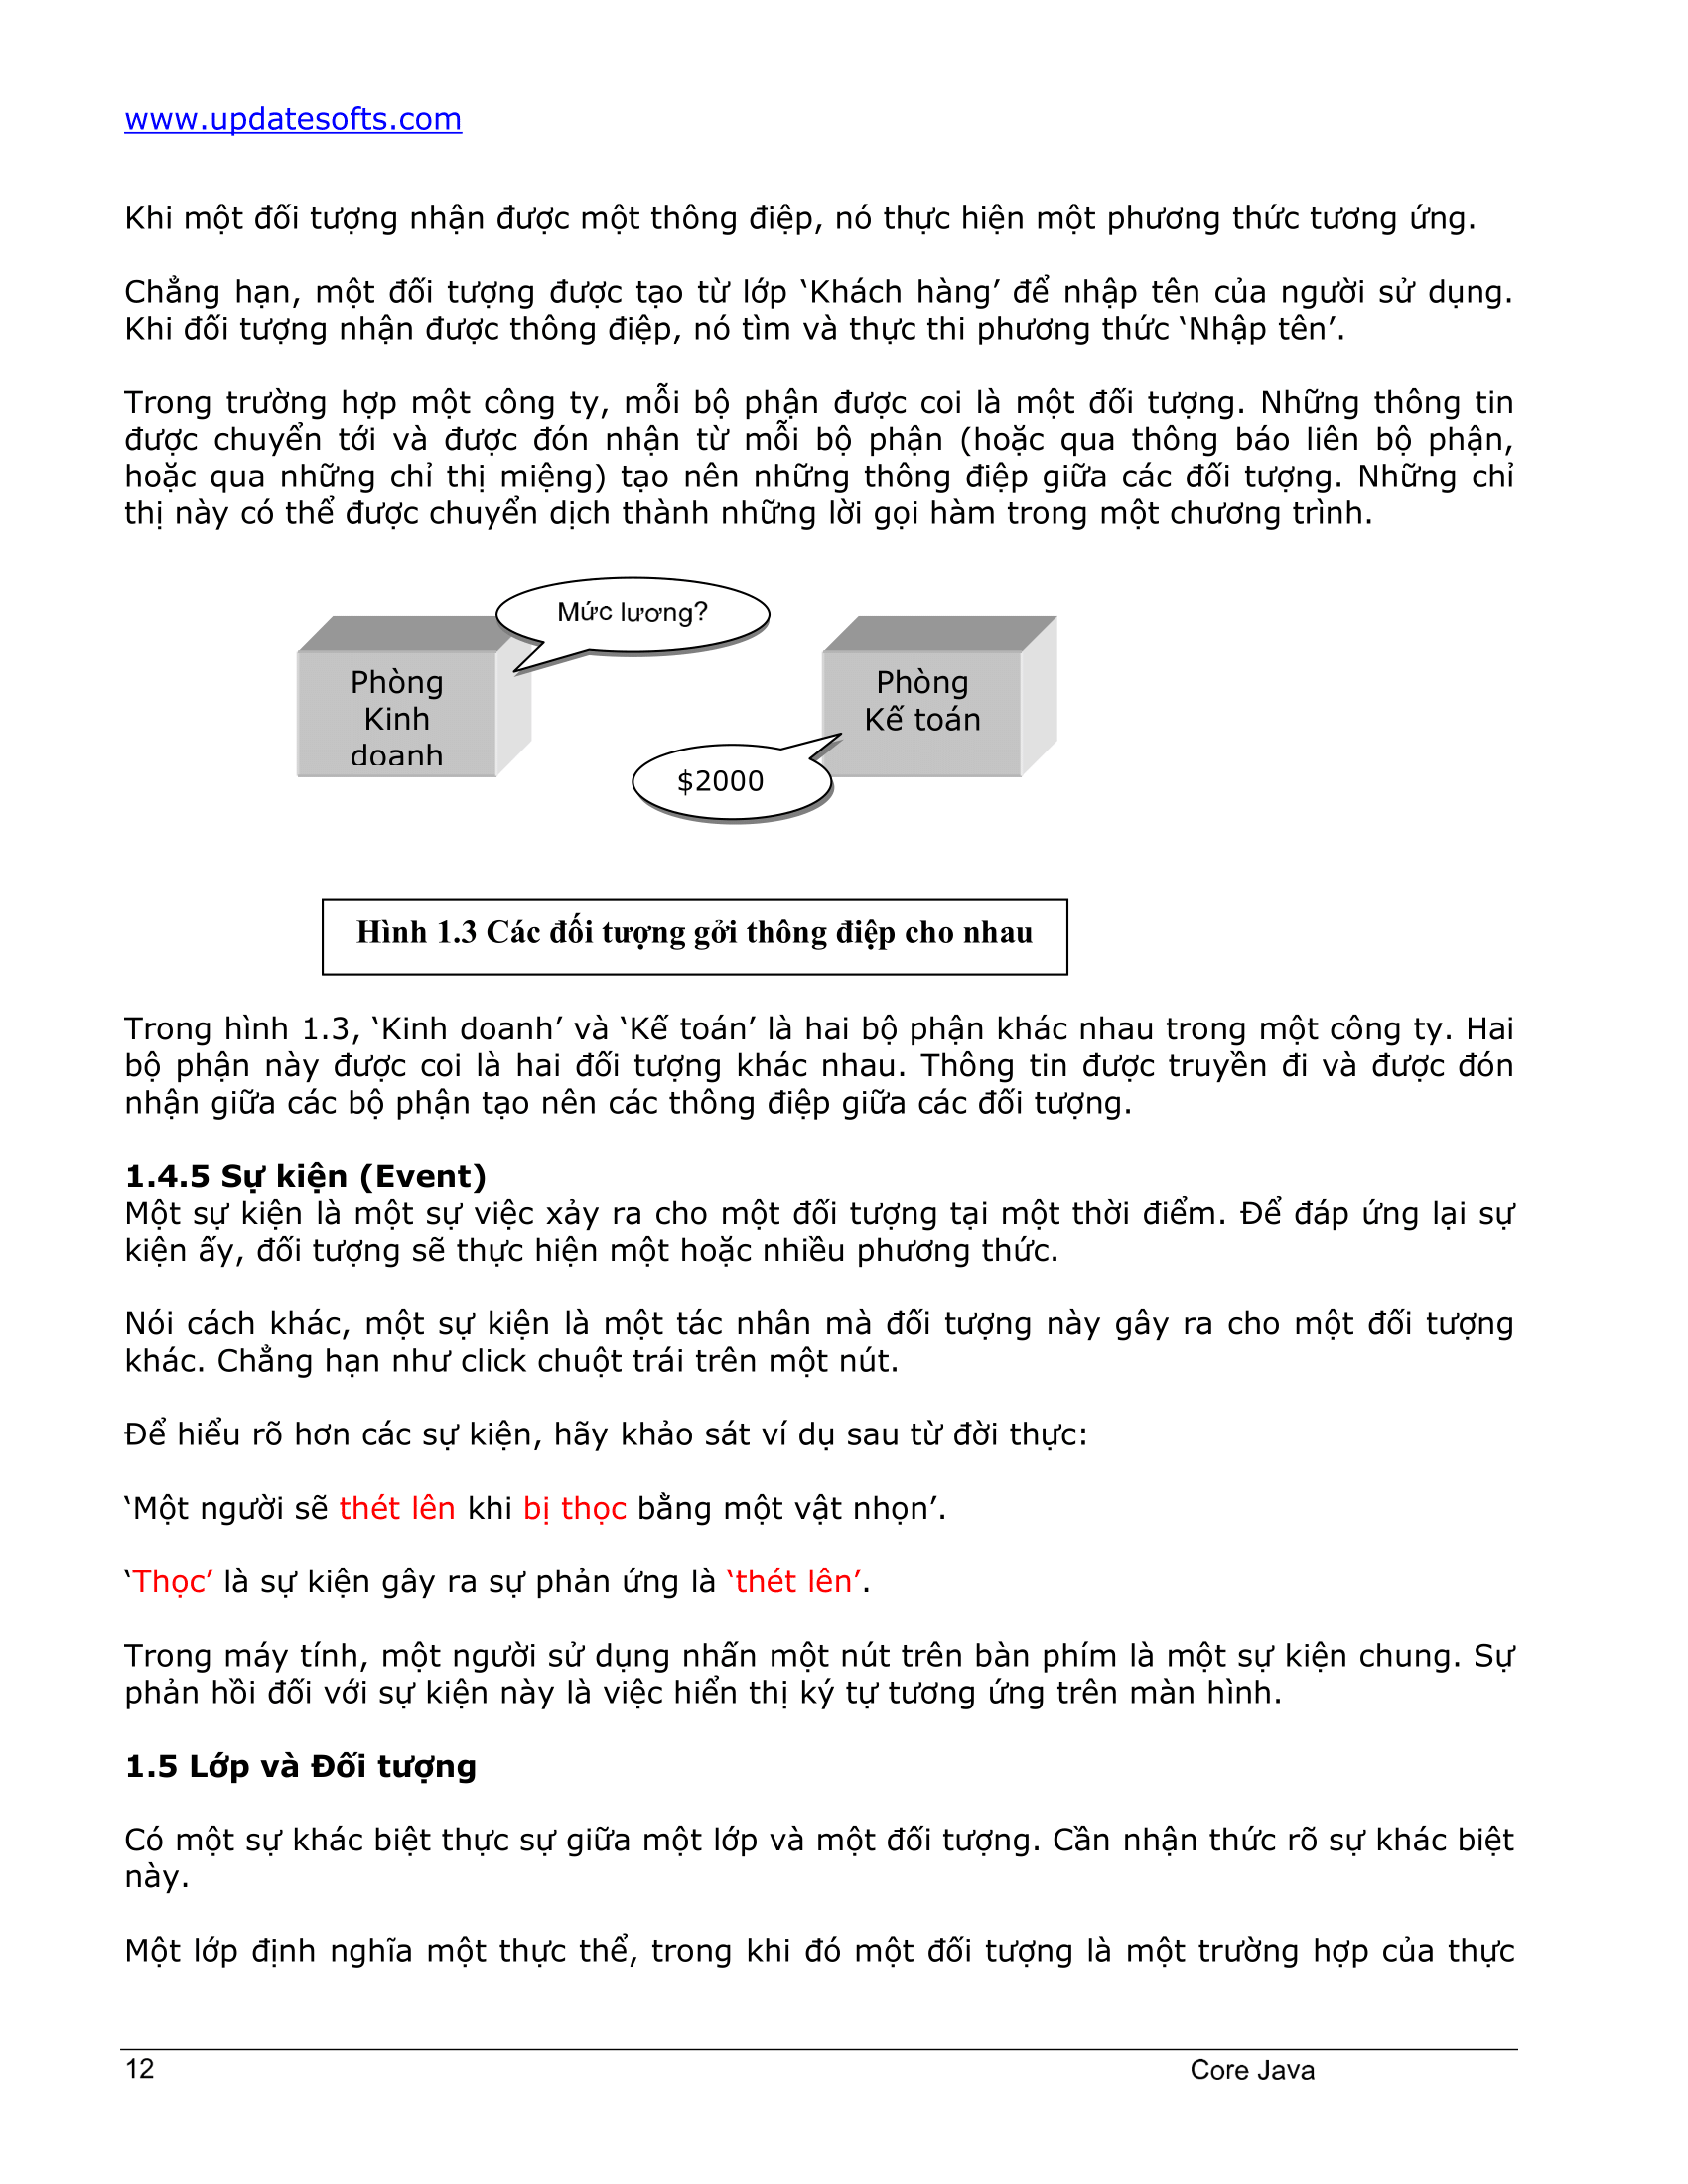 www.updatesofts.com
Khi một đối tượng nhận được một thông điệp, nó thực hiện một phương thức tương ứng.
Chẳng hạn, một đối tượng được tạo từ lớp ‘Khách hàng’ để nhập tên của người sử dụng.
Khi đối tượng nhận được thông điệp, nó tìm và thực thi phương thức ‘Nhập tên’.
Trong trường hợp một công ty, mỗi bộ phận được coi là một đối tượng. Những thông tin
được chuyển tới và được đón nhận từ mỗi bộ phận (hoặc qua thông báo liên bộ phận,
hoặc qua những chỉ thị miệng) tạo nên những thông điệp giữa các đối tượng. Những chỉ
thị này có thể được chuyển dịch thành những lời gọi hàm trong một chương trình.
Mức lương?
Phòng
Kinh
doanh
Phòng
Kế toán
$2000
Hình 1.3 Các đối tượng gởi thông điệp cho nhau
Trong hình 1.3, ‘Kinh doanh’ và ‘Kế toán’ là hai bộ phận khác nhau trong một công ty. Hai
bộ phận này được coi là hai đối tượng khác nhau. Thông tin được truyền đi và được đón
nhận giữa các bộ phận tạo nên các thông điệp giữa các đối tượng.
1.4.5 Sự kiện (Event)
Một sự kiện là một sự việc xảy ra cho một đối tượng tại một thời điểm. Để đáp ứng lại sự
kiện ấy, đối tượng sẽ thực hiện một hoặc nhiều phương thức.
Nói cách khác, một sự kiện là một tác nhân mà đối tượng này gây ra cho một đối tượng
khác. Chẳng hạn như click chuột trái trên một nút.
Để hiểu rõ hơn các sự kiện, hãy khảo sát ví dụ sau từ đời thực:
‘Một người sẽ thét lên khi bị thọc bằng một vật nhọn’.
‘Thọc’ là sự kiện gây ra sự phản ứng là ‘thét lên’.
Trong máy tính, một người sử dụng nhấn một nút trên bàn phím là một sự kiện chung. Sự
phản hồi đối với sự kiện này là việc hiển thị ký tự tương ứng trên màn hình.
1.5 Lớp và Đối tượng
Có một sự khác biệt thực sự giữa một lớp và một đối tượng. Cần nhận thức rõ sự khác biệt
này.
Một lớp định nghĩa một thực thể, trong khi đó một đối tượng là một trường hợp của thực
12
Core Java